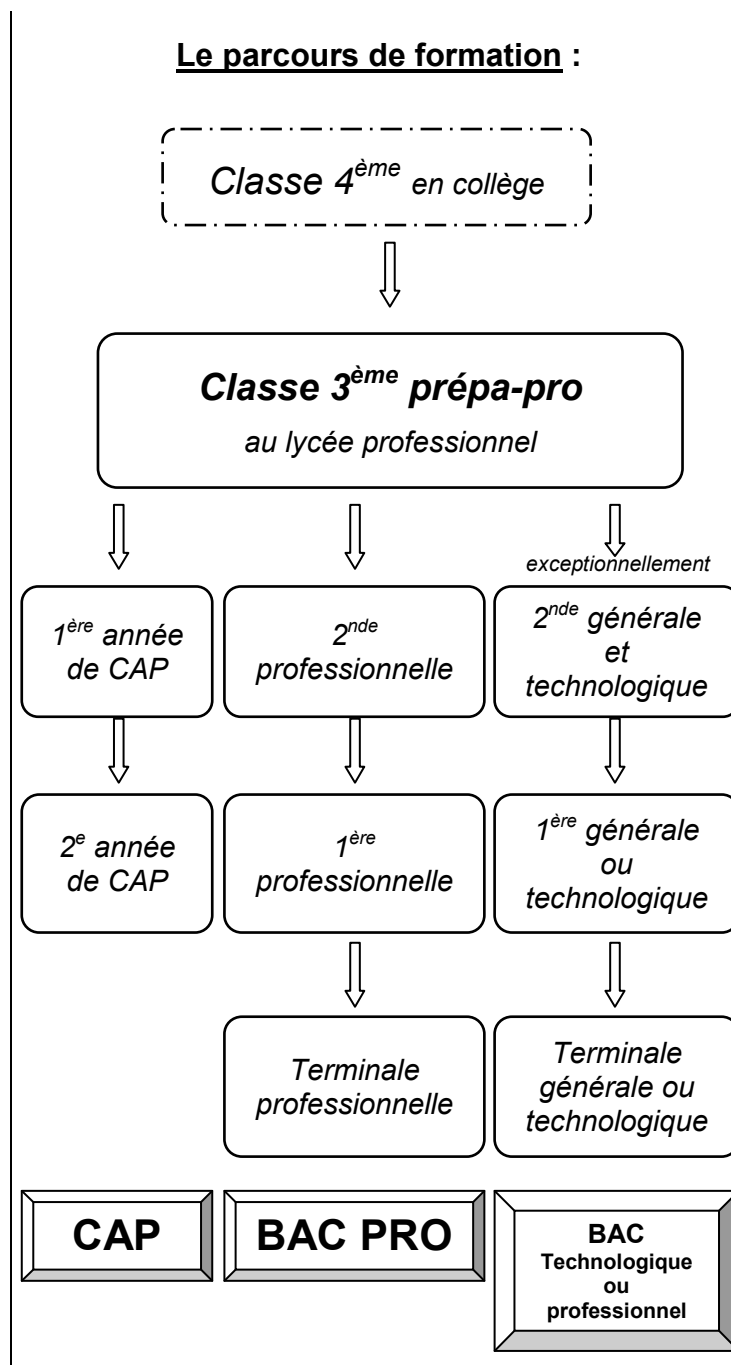 Le parcours de formation :
Classe 4ème en collège
Classe 3ème prépa-pro
au lycée professionnel
exceptionnellement
1ère année
de CAP
2nde
professionnelle
2nde générale
et
technologique
2e année
de CAP
1ère
professionnelle
1ère générale
ou
technologique
Terminale
professionnelle
Terminale
générale ou
technologique
CAP
BAC PRO
BAC
Technologique
ou
professionnel